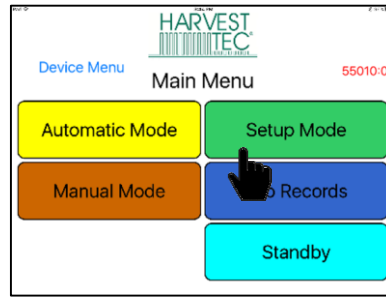 HARVEST
TEC
Device Menu
Main Menu
55010:0
Automatic Mode
Setup Mode
Manual Mode
Records
Standby